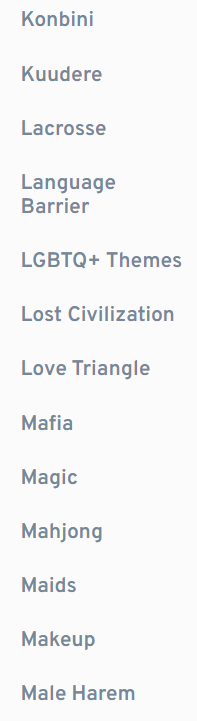 Konbini
Kuudere
Lacrosse
Language
Barrier
LGBTQ+ Themes
Lost Civilization
Love Triangle
Mafia
Magic
Mahjong
Maids
Makeup
Male Harem